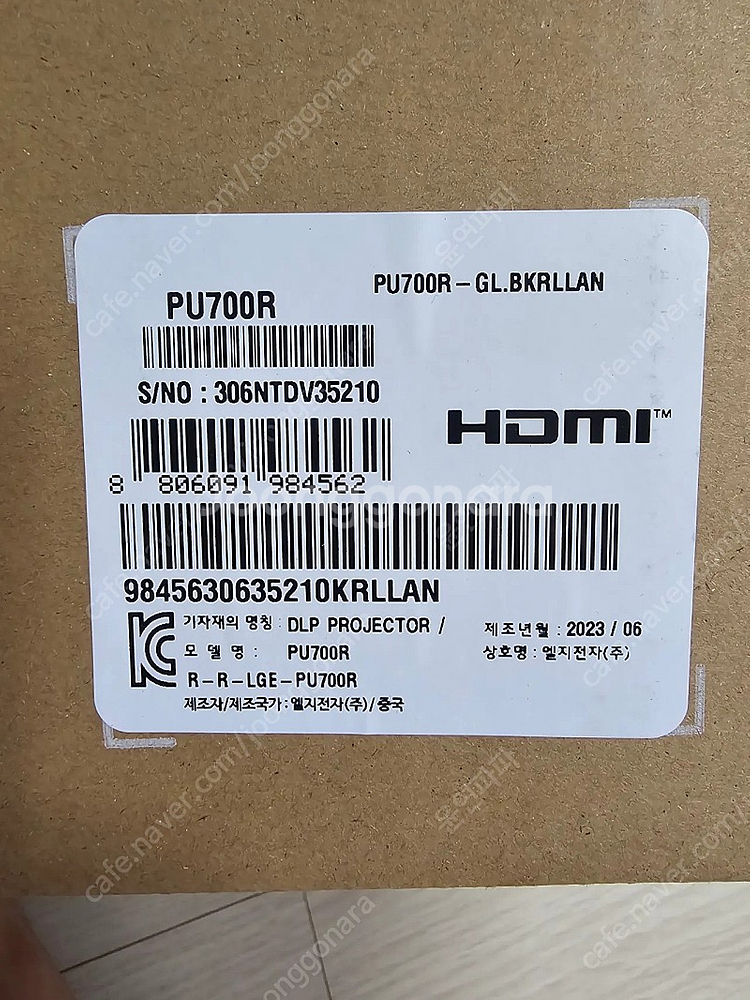 PU700R
PU700R-GL.BKRLLAN
S/NO : 306NTDV35210
HDMI™
8 806091 984562
9845630635210KRLLAN
기자재의 명칭 : DLP PROJECTOR /
모 델 명 : PU700R
R-R-LGE-PU700R
제조자/제조국가 : 엘지전자(주)/중국
제조년월 : 2023 / 06
상호명 : 엘지전자(주)
Joonggonara
cafe.naver.com/joonggonara
cafe.naver.com/joonggonara
cafe.naver.com/joonggonara
cafe.naver.com/joonggonara